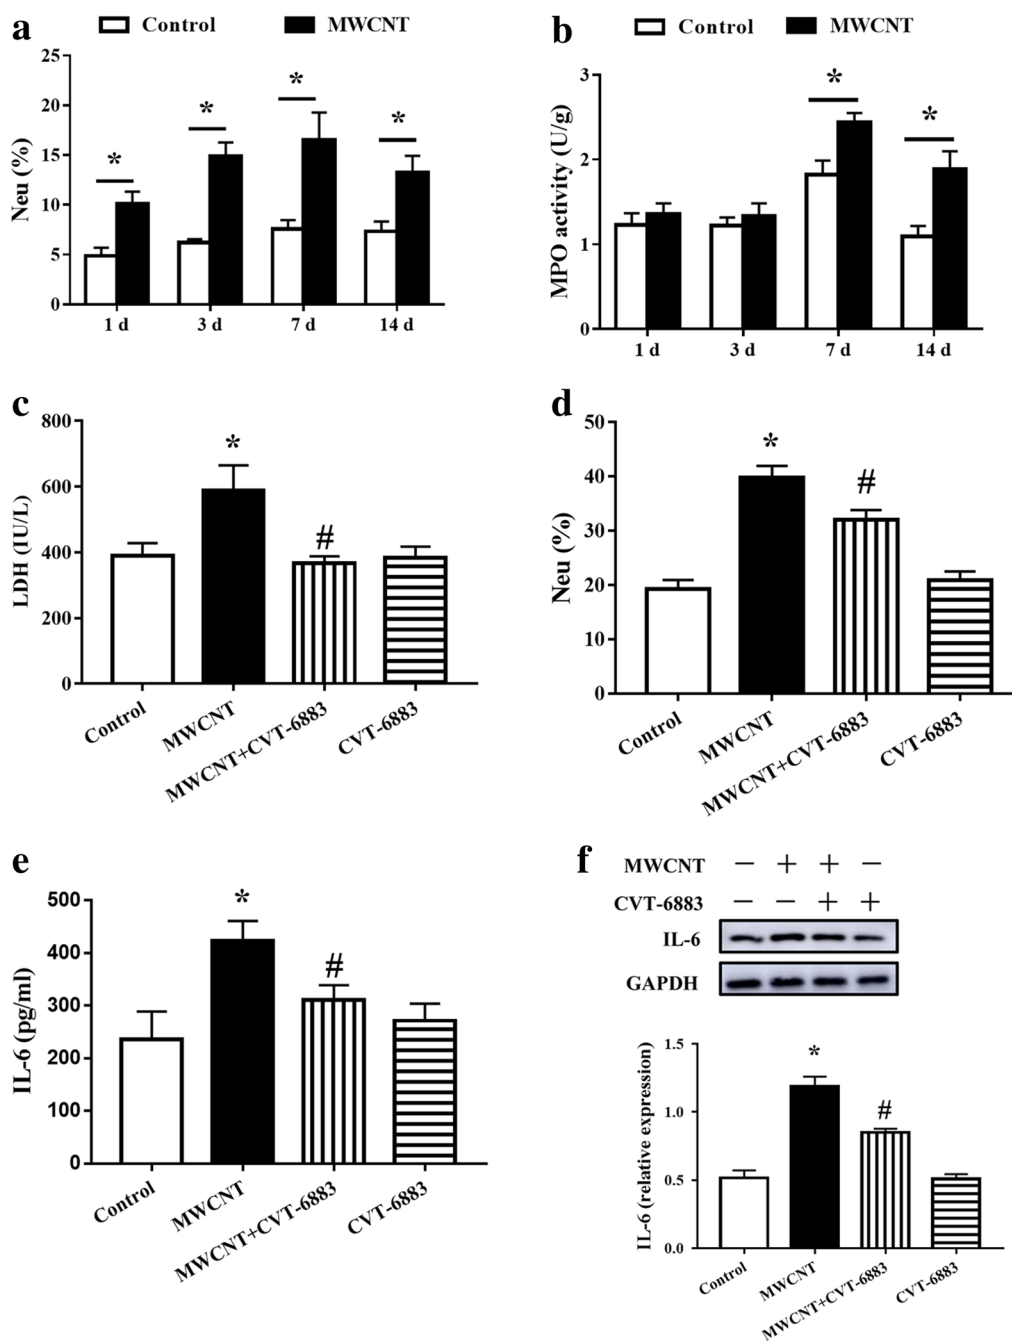 a
Control MWCNT
Neu (%)
25
20
15
10
5
0
*
*
*
*
1 d 3 d 7 d 14 d
b
Control MWCNT
MPO activity (U/g)
3
2
1
0
*
*
1 d 3 d 7 d 14 d
c
LDH (IU/L)
800
600
400
200
0
*
#
Control MWCNT MWCNT+CVT-6883 CVT-6883
d
Neu (%)
50
40
30
20
10
0
*
#
Control MWCNT MWCNT+CVT-6883 CVT-6883
e
IL-6 (pg/ml)
500
400
300
200
100
0
*
#
Control MWCNT MWCNT+CVT-6883 CVT-6883
f
MWCNT − + + −
CVT-6883 − − + +
IL-6
GAPDH
IL-6 (relative expression)
1.5
1.0
0.5
0.0
*
#
Control MWCNT MWCNT+CVT-6883 CVT-6883